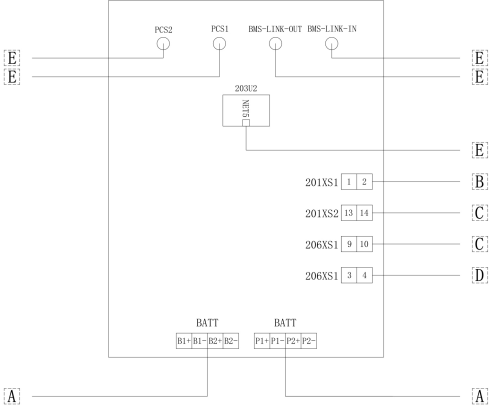 PCS2 PCS1 BMS-LINK-OUT BMS-LINK-IN
E E
E E
203U2
NET5
E
201XS1 1 2 B
201XS2 13 14 C
206XS1 9 10 C
206XS1 3 4 D
BATT BATT
B1+ B1- B2+ B2- P1+ P1- P2+ P2-
A A